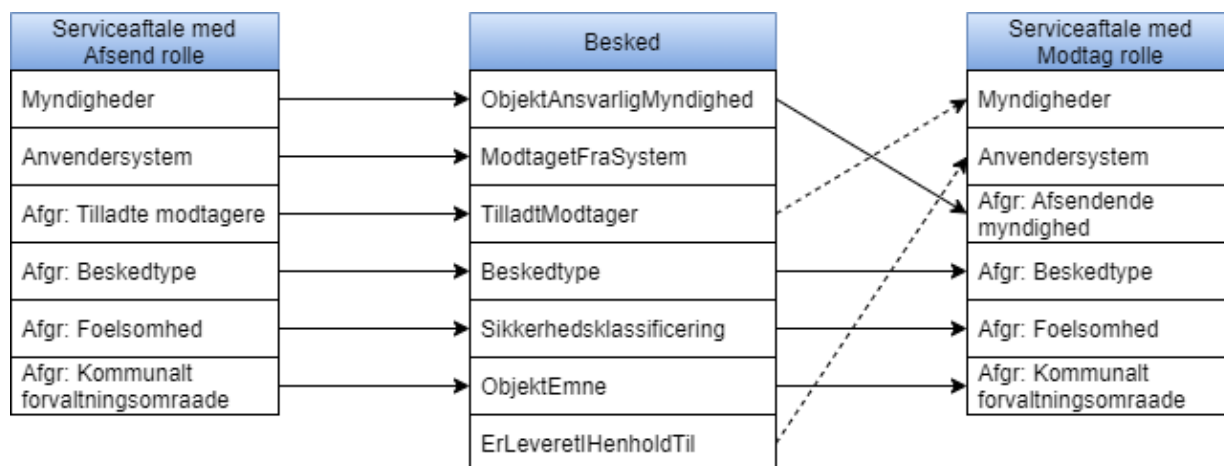 Serviceaftale med
Afsend rolle
Myndigheder
Anvendersystem
Afgr: Tilladte modtagere
Afgr: Beskedtype
Afgr: Foelsomhed
Afgr: Kommunalt
forvaltningsomraade
Besked
ObjektAnsvarligMyndighed
ModtagetFraSystem
TilladtModtager
Beskedtype
Sikkerhedsklassificering
ObjektEmne
ErLeveretIHenholdTil
Serviceaftale med
Modtag rolle
Myndigheder
Anvendersystem
Afgr: Afsendende
myndighed
Afgr: Beskedtype
Afgr: Foelsomhed
Afgr: Kommunalt
forvaltningsomraade